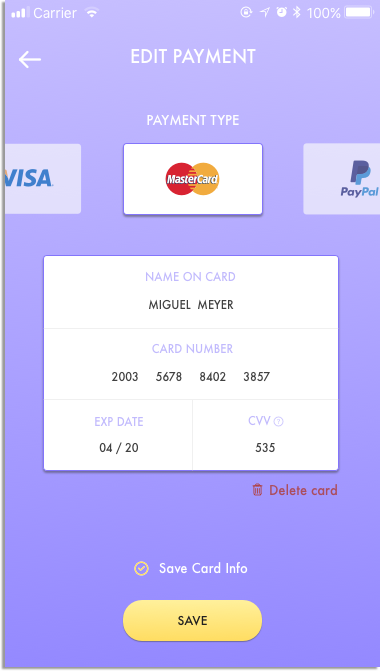 Carrier 100%
EDIT PAYMENT
PAYMENT TYPE
VISA MasterCard PayPal
NAME ON CARD
MIGUEL MEYER
CARD NUMBER
2003 5678 8402 3857
EXP DATE CVV ?
04 / 20 535
Delete card
Save Card Info
SAVE